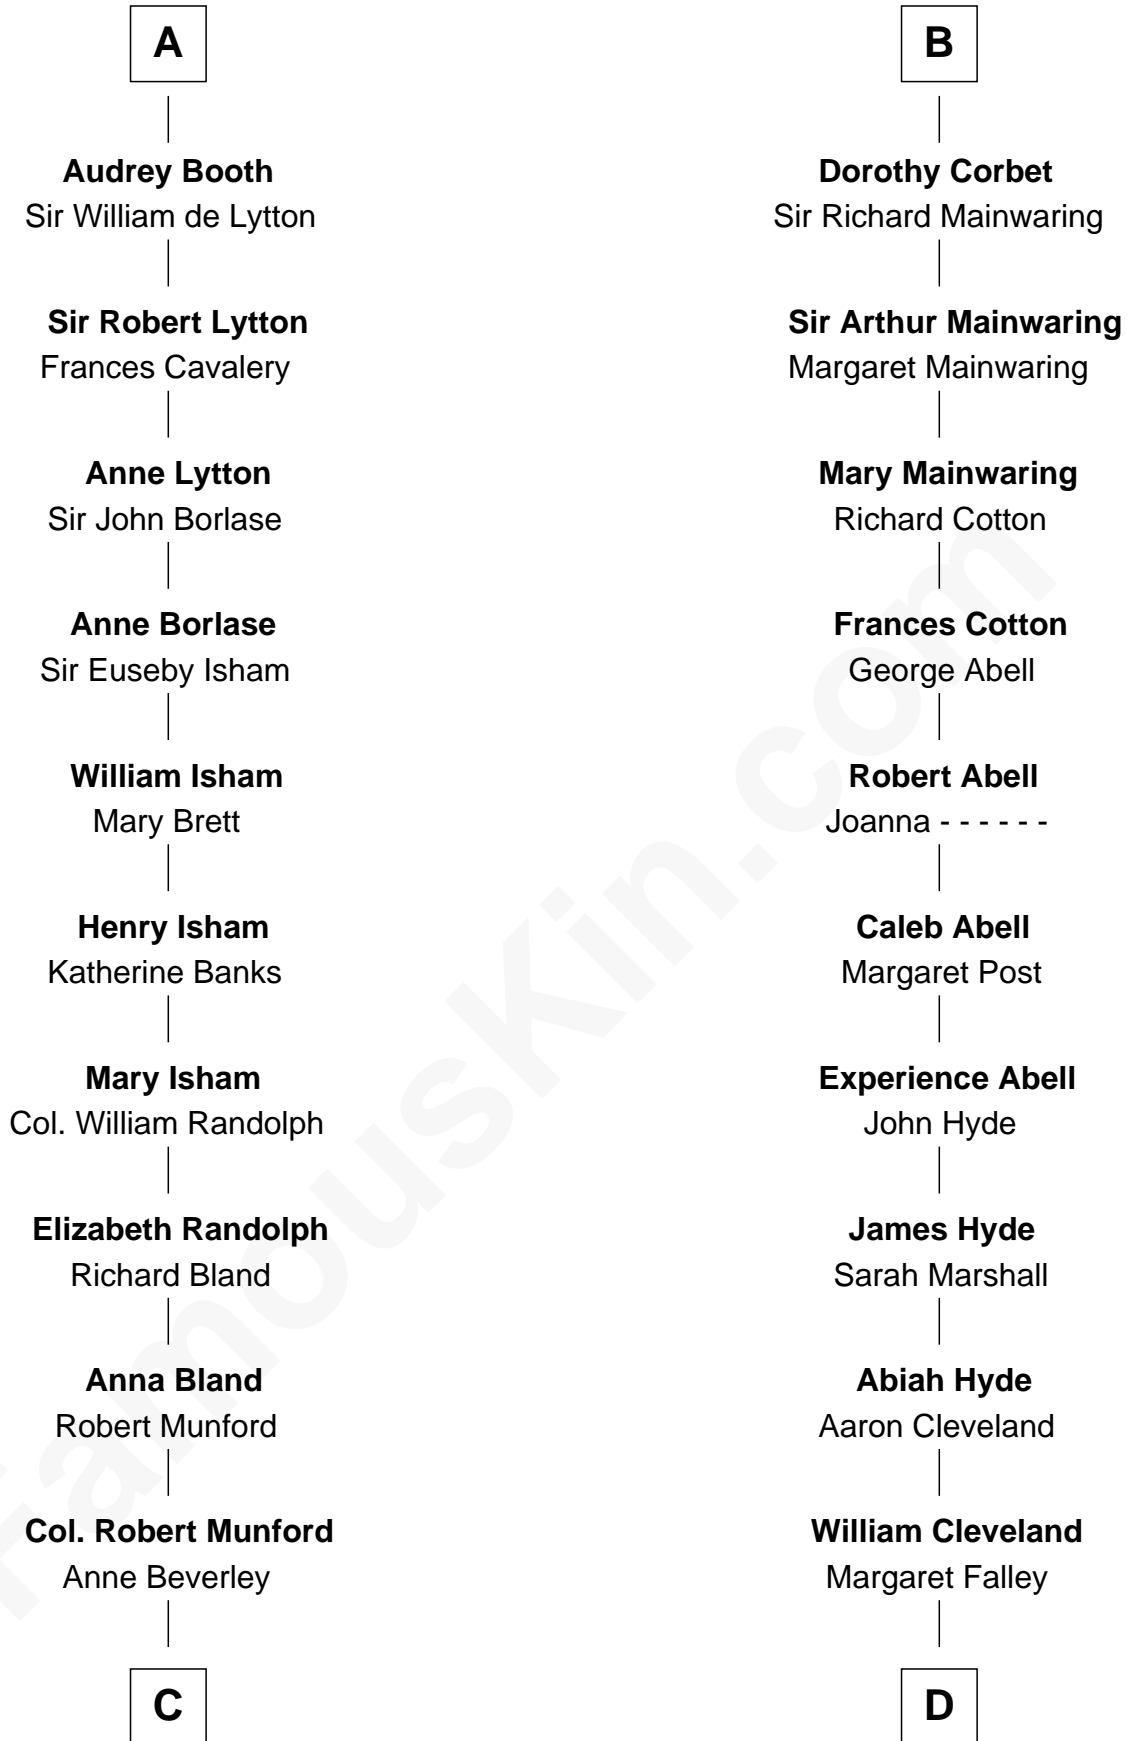 A
Audrey Booth
Sir William de Lytton
Sir Robert Lytton
Frances Cavalery
Anne Lytton
Sir John Borlase
Anne Borlase
Sir Euseby Isham
William Isham
Mary Brett
Henry Isham
Katherine Banks
Mary Isham
Col. William Randolph
Elizabeth Randolph
Richard Bland
Anna Bland
Robert Munford
Col. Robert Munford
Anne Beverley
C
B
Dorothy Corbet
Sir Richard Mainwaring
Sir Arthur Mainwaring
Margaret Mainwaring
Mary Mainwaring
Richard Cotton
Frances Cotton
George Abell
Robert Abell
Joanna - - - - - -
Caleb Abell
Margaret Post
Experience Abell
John Hyde
James Hyde
Sarah Marshall
Abiah Hyde
Aaron Cleveland
William Cleveland
Margaret Falley
D
FamousKin.com